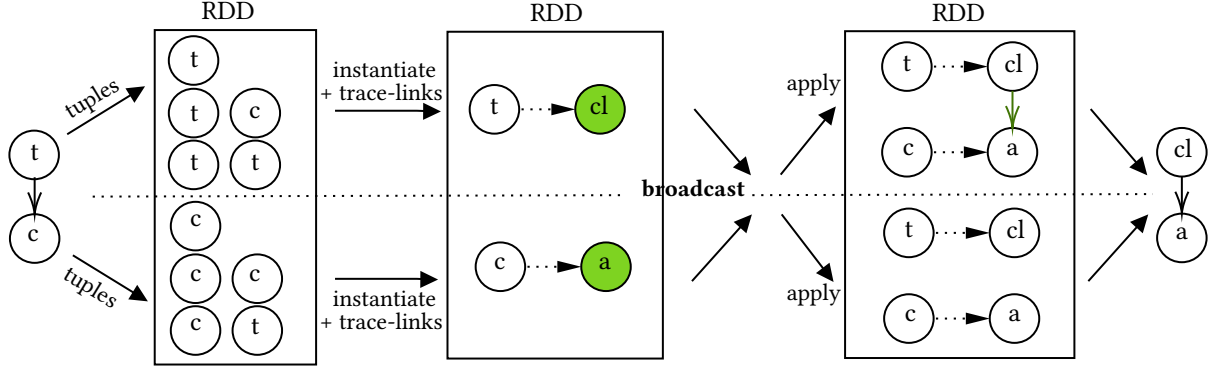 RDD
RDD
RDD
t
c
tuples
tuples
t
t c
t t
c
c c
c t
instantiate
+ trace-links
instantiate
+ trace-links
t cl
c a
broadcast
apply
apply
t cl
c a
t cl
c a
cl
a